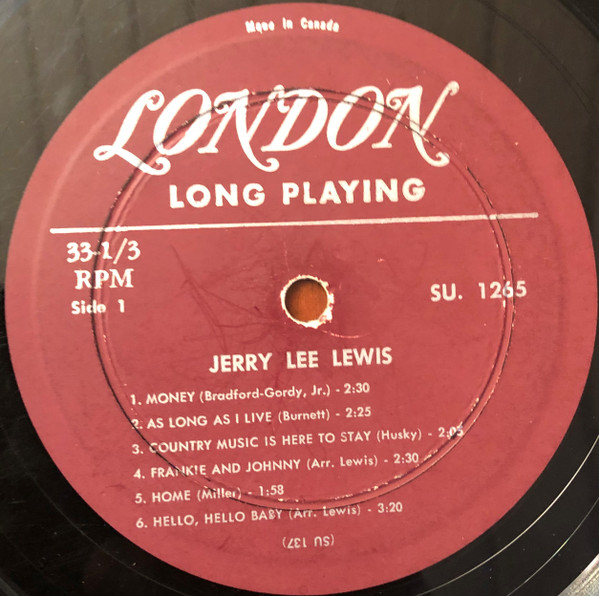 Made in Canada
LONDON
LONG PLAYING
33-1/3
RPM
Side 1
SU. 1265
JERRY LEE LEWIS
1. MONEY (Bradford-Gordy, Jr.) - 2:30
2. AS LONG AS I LIVE (Burnett) - 2:25
3. COUNTRY MUSIC IS HERE TO STAY (Husky) - 2:05
4. FRANKIE AND JOHNNY (Arr. Lewis) - 2:30
5. HOME (Miller) - 1:58
6. HELLO, HELLO BABY (Arr. Lewis) - 3:20
(SU 137)